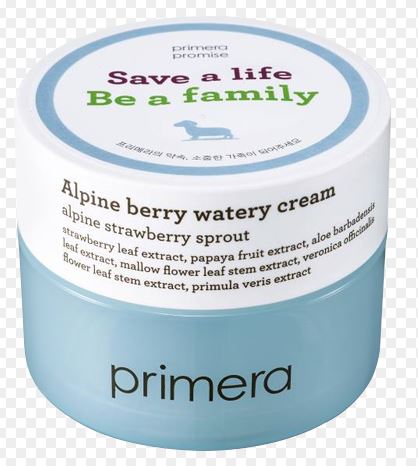 primera
promise
Save a life
Be a family
프리메라의 약속, 소중한 가족이 되어주세요
Alpine berry watery cream
alpine strawberry sprout
strawberry leaf extract, papaya fruit extract, aloe barbadensis
leaf extract, mallow flower leaf stem extract, veronica officinalis
flower leaf stem extract, primula veris extract
primera